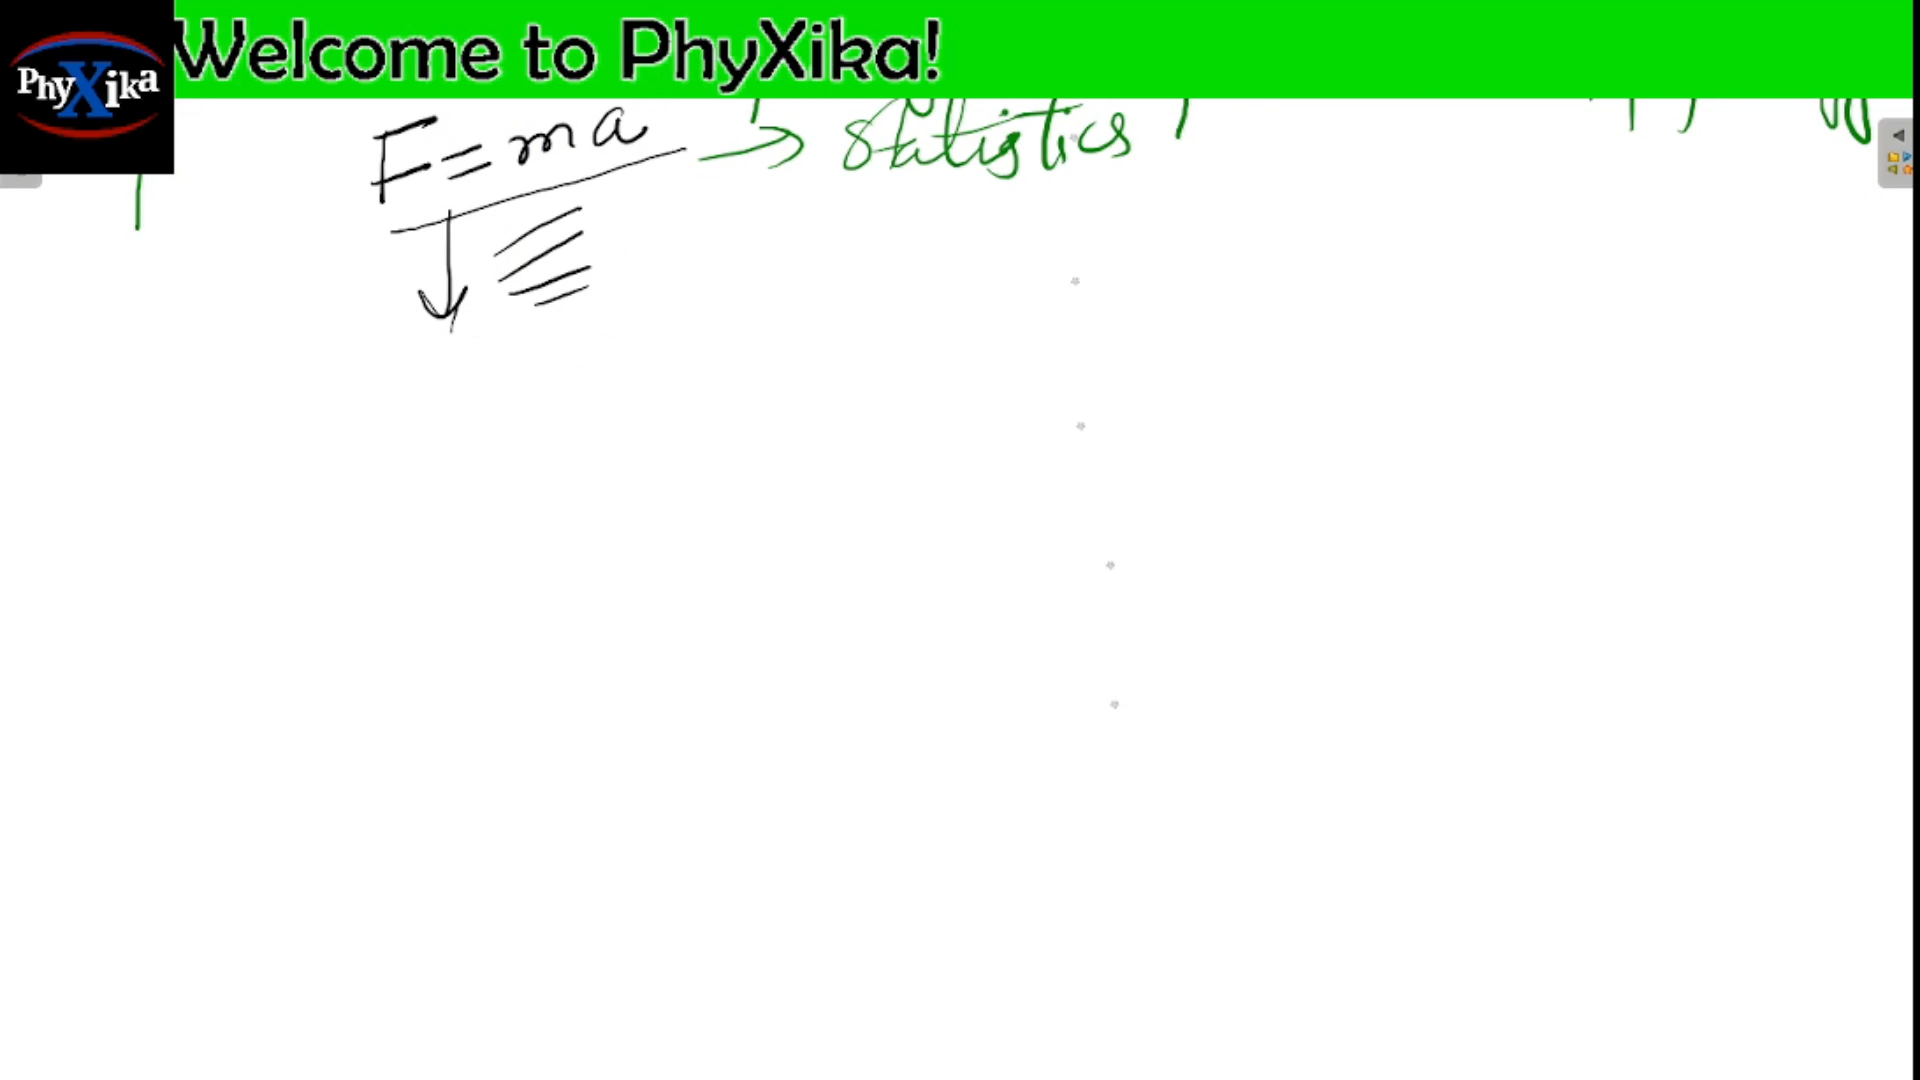 Welcome to PhyXika!
PhyXika
F = ma → Statistics